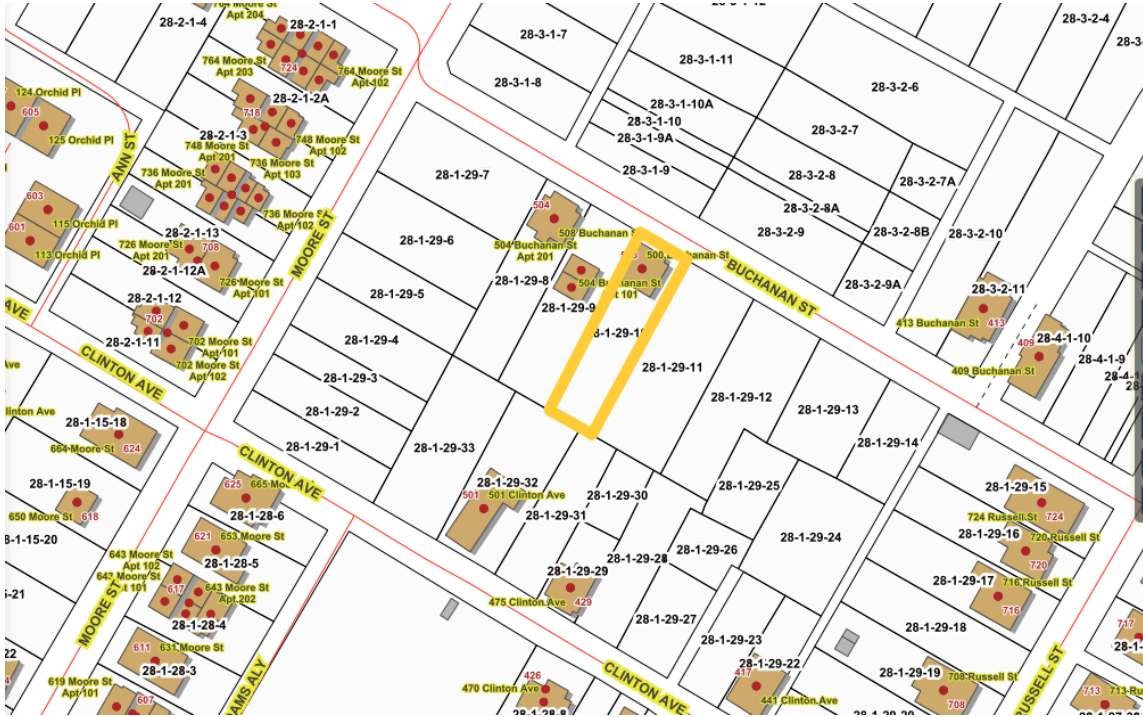 28-2-1-4
764 Moore St
Apt 204
28-2-1-1
724
764 Moore St
Apt 203
764 Moore St
Apt 102
28-2-1-2A
718
28-2-1-3
748 Moore St
Apt 201
748 Moore St
Apt 102
736 Moore St
Apt 103
736 Moore St
Apt 201
736 Moore St
Apt 102
28-2-1-13
726 Moore St
Apt 201
708
28-2-1-12A
726 Moore St
Apt 101
28-2-1-12
702
28-2-1-11
702 Moore St
Apt 101
702 Moore St
Apt 102
124 Orchid Pl
605
125 Orchid Pl
ANN ST
603
115 Orchid Pl
601
113 Orchid Pl
AVE
CLINTON AVE
MOORE ST
28-3-1-7
28-3-1-8
28-3-1-11
28-3-1-10A
28-3-1-10
28-3-1-9A
28-3-1-9
28-3-2-4
28-3-2-6
28-3-2-7
28-3-2-8
28-3-2-7A
28-3-2-8A
28-3-2-9
28-3-2-8B
28-3-2-10
28-3-2-9A
28-3-2-11
413 Buchanan St
413
409
28-4-1-10
28-4-1-9
409 Buchanan St
BUCHANAN ST
28-1-29-7
28-1-29-6
28-1-29-5
28-1-29-4
28-1-29-3
28-1-29-2
28-1-29-1
504
508 Buchanan
504 Buchanan St
Apt 201
28-1-29-8
500
504 Buchanan St
101
28-1-29-9
28-1-29-11
28-1-29-12
28-1-29-13
28-1-29-14
28-1-29-33
28-1-29-32
501
501 Clinton Ave
28-1-29-31
28-1-29-30
28-1-29-25
28-1-29-26
28-1-29-24
28-1-29-28
28-1-29-29
475 Clinton Ave
429
28-1-29-27
28-1-29-23
28-1-29-22
417
441 Clinton Ave
CLINTON AVE
CLINTON AVE
28-1-29-15
724 Russell St
724
28-1-29-16
720 Russell St
720
28-1-29-17
716 Russell St
716
28-1-29-18
28-1-29-19
708 Russell St
708
RUSSELL ST
717
713
28-1-15-18
664 Moore St
624
28-1-15-19
650 Moore St
618
28-1-15-20
MOORE ST
625
28-1-28-6
621
653 Moore St
28-1-28-5
643 Moore St
Apt 102
617
643 Moore St
Apt 202
28-1-28-4
611
631 Moore St
28-1-28-3
619 Moore St
Apt 101
607
ALY
426
470 Clinton Ave
28-1-28-8